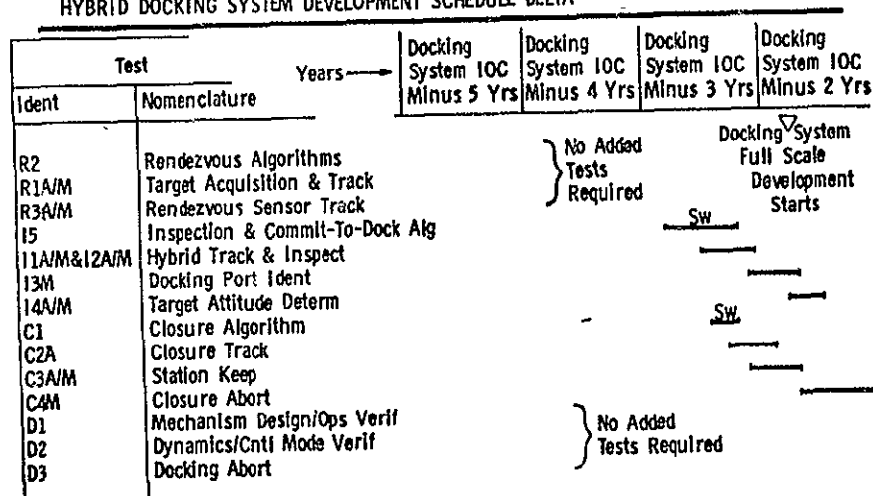 HYBRID DOCKING SYSTEM DEVELOPMENT SCHEDULE DELTA
Test
Years
Docking System IOC Minus 5 Yrs
Docking System IOC Minus 4 Yrs
Docking System IOC Minus 3 Yrs
Docking System IOC Minus 2 Yrs
Ident Nomenclature
Docking System Full Scale Development Starts
R2 Rendezvous Algorithms
R1A/M Target Acquisition & Track
R3A/M Rendezvous Sensor Track
No Added Tests Required
I5 Inspection & Commit-To-Dock Alg Sw
I1A/M&I2A/M Hybrid Track & Inspect
I3M Docking Port Ident
I4A/M Target Attitude Determ
C1 Closure Algorithm Sw
C2A Closure Track
C3A/M Station Keep
C4M Closure Abort
D1 Mechanism Design/Ops Verif
D2 Dynamics/Cntl Mode Verif
D3 Docking Abort
No Added Tests Required